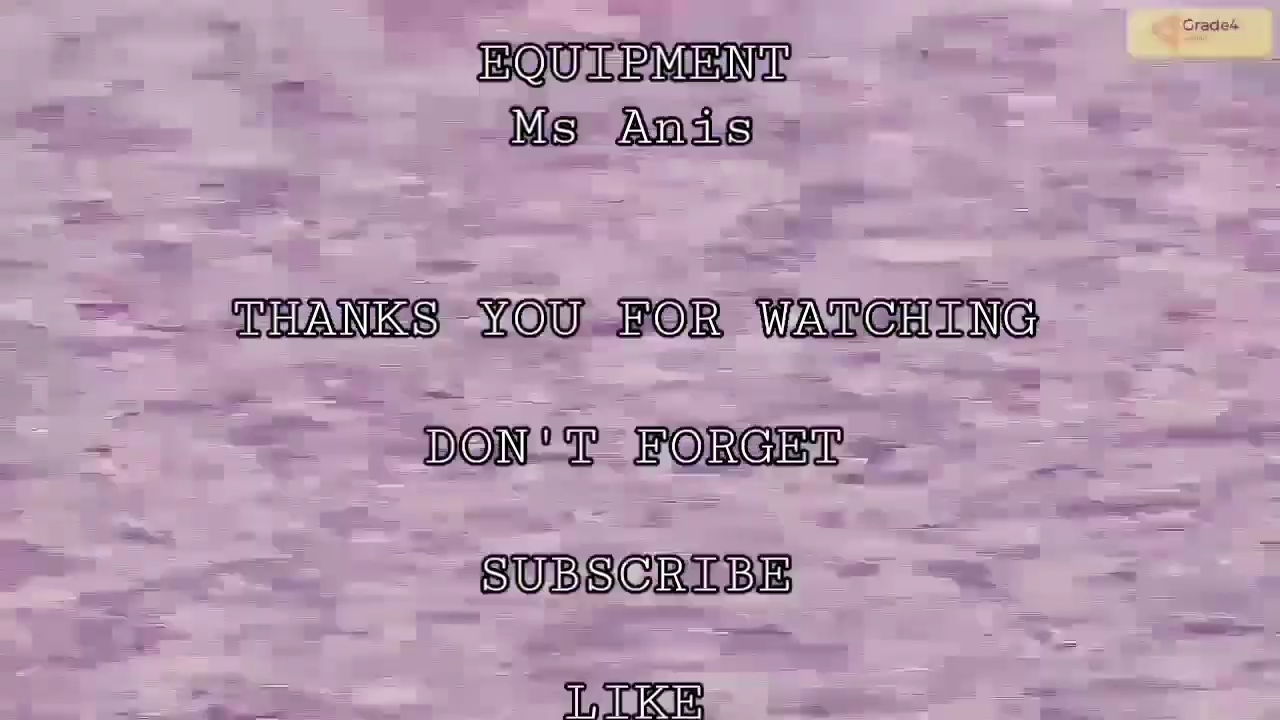 Grade4
EQUIPMENT
Ms Anis
THANKS YOU FOR WATCHING
DON'T FORGET
SUBSCRIBE
LIKE